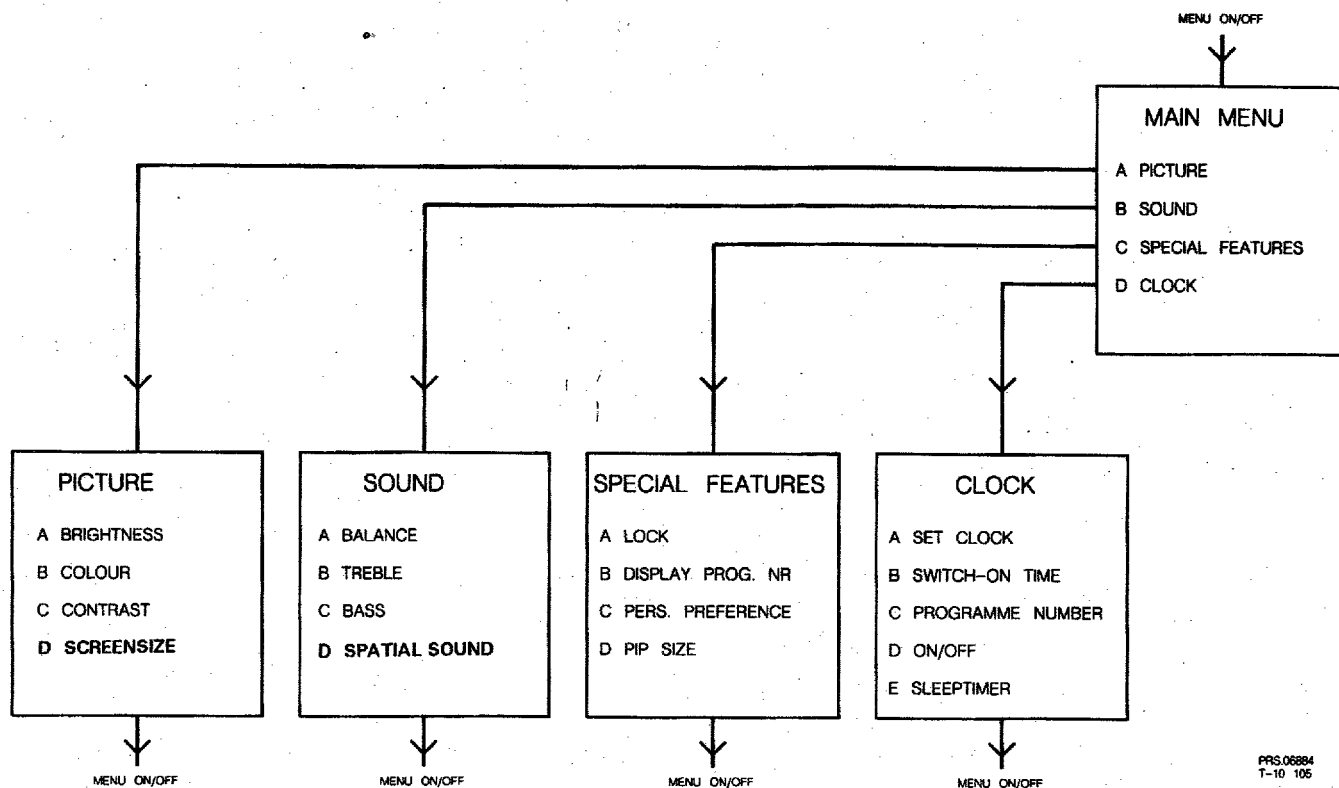 MENU ON/OFF
MAIN MENU
A PICTURE
B SOUND
C SPECIAL FEATURES
D CLOCK
PICTURE
A BRIGHTNESS
B COLOUR
C CONTRAST
D SCREENSIZE
MENU ON/OFF
SOUND
A BALANCE
B TREBLE
C BASS
D SPATIAL SOUND
MENU ON/OFF
SPECIAL FEATURES
A LOCK
B DISPLAY PROG. NR
C PERS. PREFERENCE
D PIP SIZE
MENU ON/OFF
CLOCK
A SET CLOCK
B SWITCH-ON TIME
C PROGRAMME NUMBER
D ON/OFF
E SLEEPTIMER
MENU ON/OFF
PRS.06884
T-10 105